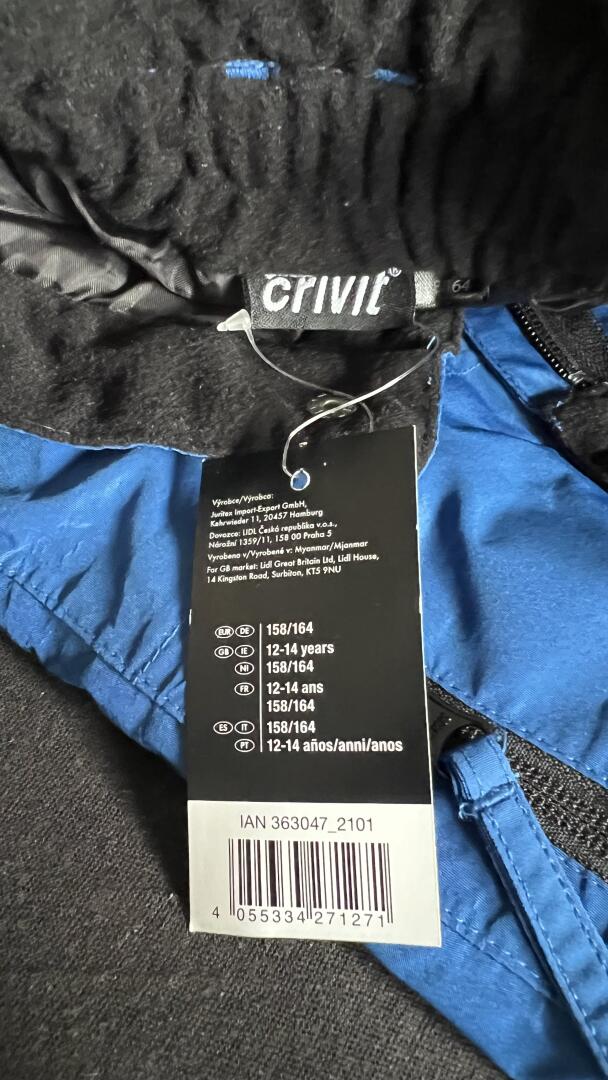 crivit®
64
Výrobce/Výrobca:
Juritex Import-Export GmbH,
Kehrwieder 11, 20457 Hamburg
Dovozce: LIDL Česká republika v.o.s.,
Nárožní 1359/11, 158 00 Praha 5
Vyrobeno v/Vyrobené v: Myanmar/Mjanmar
For GB market: Lidl Great Britain Ltd, Lidl House,
14 Kingston Road, Surbiton, KT5 9NU
EUR DE 158/164
GB IE 12-14 years
NI 158/164
FR 12-14 ans
158/164
ES IT 158/164
PT 12-14 años/anni/anos
IAN 363047_2101
4 055334 271271